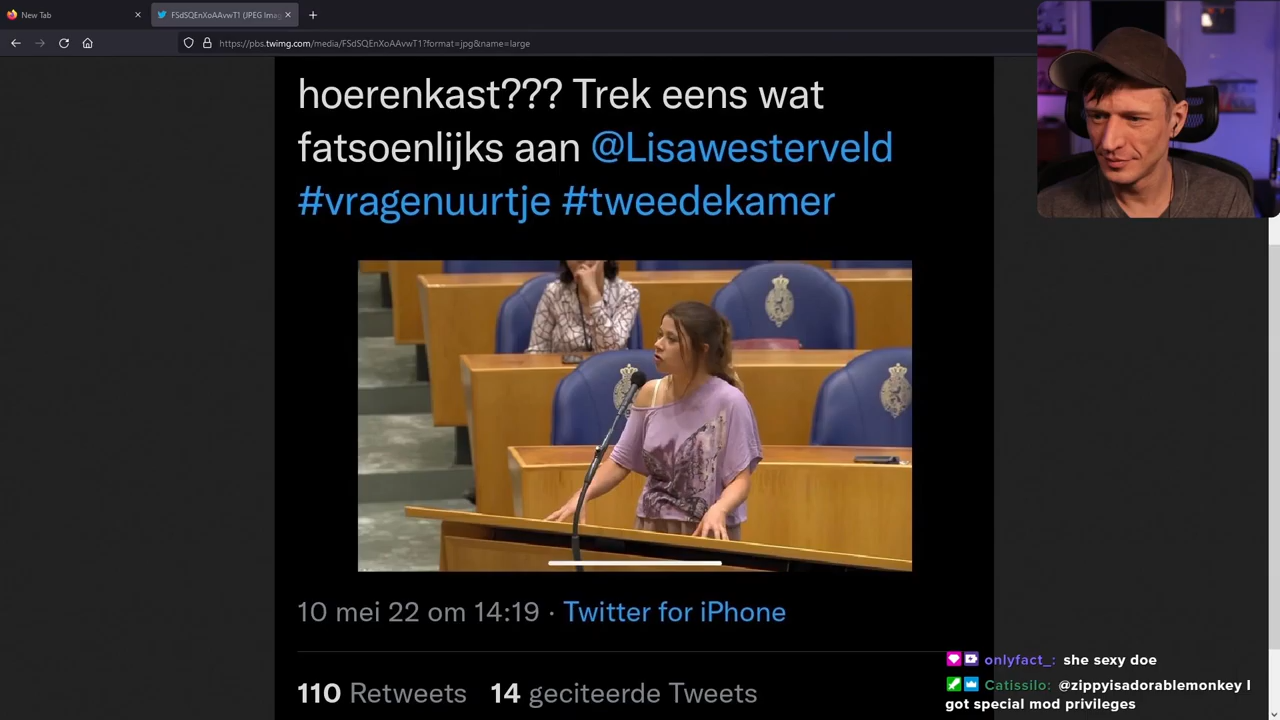 New Tab
FSdSQEnXoAAvwT1 (JPEG Imag
https://pbs.twimg.com/media/FSdSQEnXoAAvwT1?format=jpg&name=large
hoerenkast??? Trek eens wat
fatsoenlijks aan @Lisawesterveld
#vragenuurtje #tweedekamer
10 mei 22 om 14:19 · Twitter for iPhone
110 Retweets 14 geciteerde Tweets
onlyfact_: she sexy doe
Catissilo: @zippyisadorablemonkey I
got special mod privileges